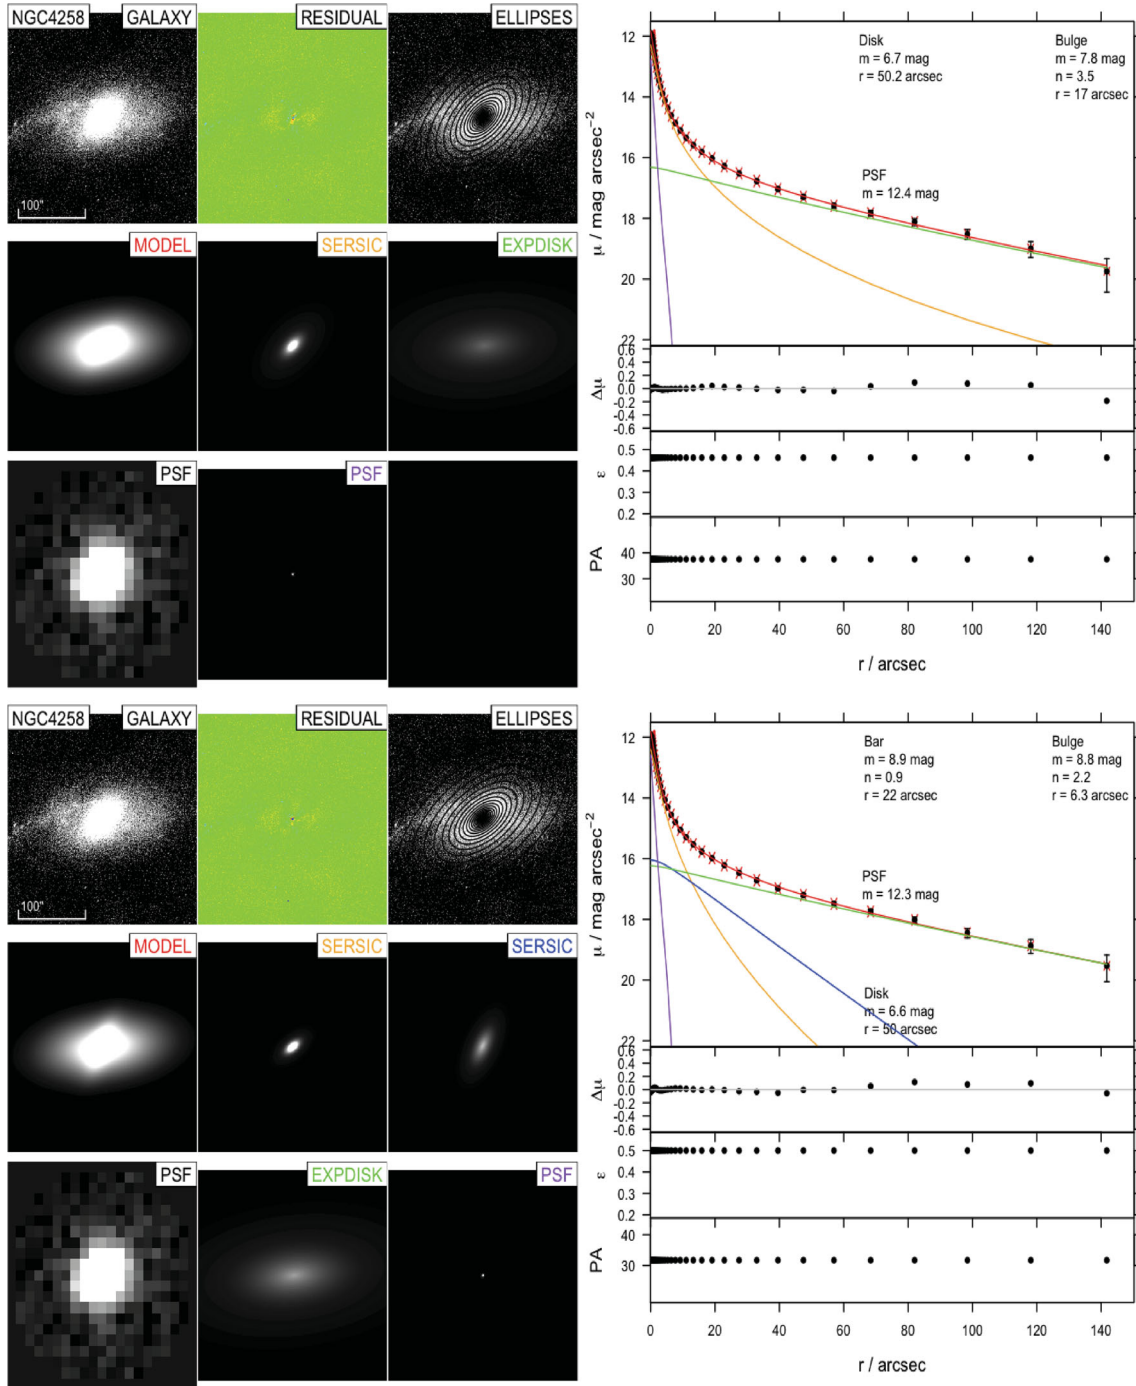 NGC4258 GALAXY RESIDUAL ELLIPSES
100"
MODEL SERSIC EXPDISK
PSF PSF
12
14
16
18
20
22
μ / mag arcsec⁻²
Disk
m = 6.7 mag
r = 50.2 arcsec
Bulge
m = 7.8 mag
n = 3.5
r = 17 arcsec
PSF
m = 12.4 mag
0.6
0.4
0.2
0.0
-0.2
-0.4
-0.6
Δμ
0.5
0.4
0.3
0.2
ε
40
30
PA
0 20 40 60 80 100 120 140
r / arcsec
NGC4258 GALAXY RESIDUAL ELLIPSES
100"
MODEL SERSIC SERSIC
PSF EXPDISK PSF
12
14
16
18
20
22
μ / mag arcsec⁻²
Bar
m = 8.9 mag
n = 0.9
r = 22 arcsec
Bulge
m = 8.8 mag
n = 2.2
r = 6.3 arcsec
PSF
m = 12.3 mag
Disk
m = 6.6 mag
r = 50 arcsec
0.6
0.4
0.2
0.0
-0.2
-0.4
-0.6
Δμ
0.5
0.4
0.3
0.2
ε
40
30
PA
0 20 40 60 80 100 120 140
r / arcsec